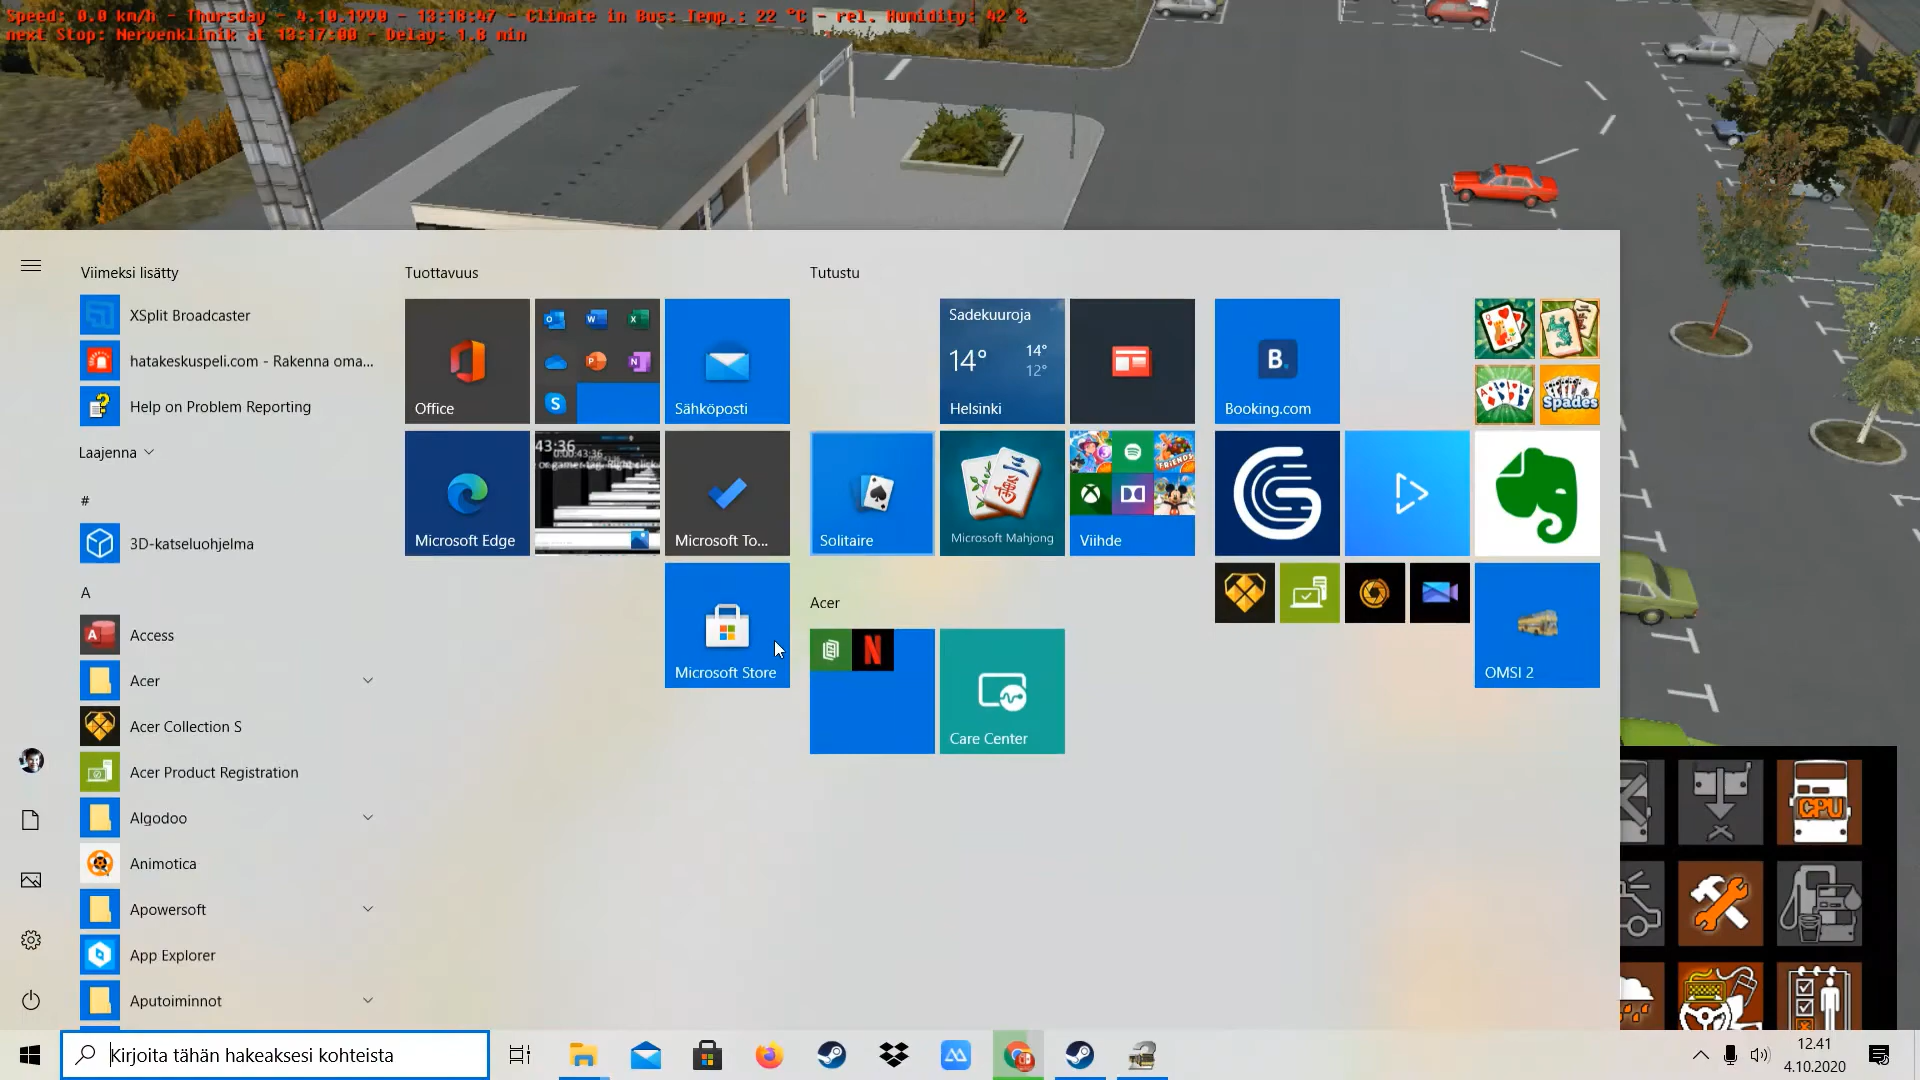 Speed: 0.0 km/h - Thursday - 4.10.1990 - 13:18:47 - Climate in Bus: Temp.: 22 °C - rel. Humidity: 42 %
next Stop: Nervenklinik at 13:17:00 - Delay: 1.8 min
Viimeksi lisätty
XSplit Broadcaster
hatakeskuspeli.com - Rakenna oma...
Help on Problem Reporting
Laajenna
#
3D-katseluohjelma
A
Access
Acer
Acer Collection S
Acer Product Registration
Algodoo
Animotica
Apowersoft
App Explorer
Aputoiminnot
Tuottavuus
Office
Sähköposti
Microsoft Edge
43:36
Microsoft To...
Microsoft Store
Tutustu
Sadekuuroja
14° 14°
12°
Helsinki
Solitaire
Microsoft Mahjong
FRIENDS
Viihde
Acer
N
Care Center
B.
Booking.com
Spades
OMSI 2
CPU
Kirjoita tähän hakeaksesi kohteista
12.41
4.10.2020